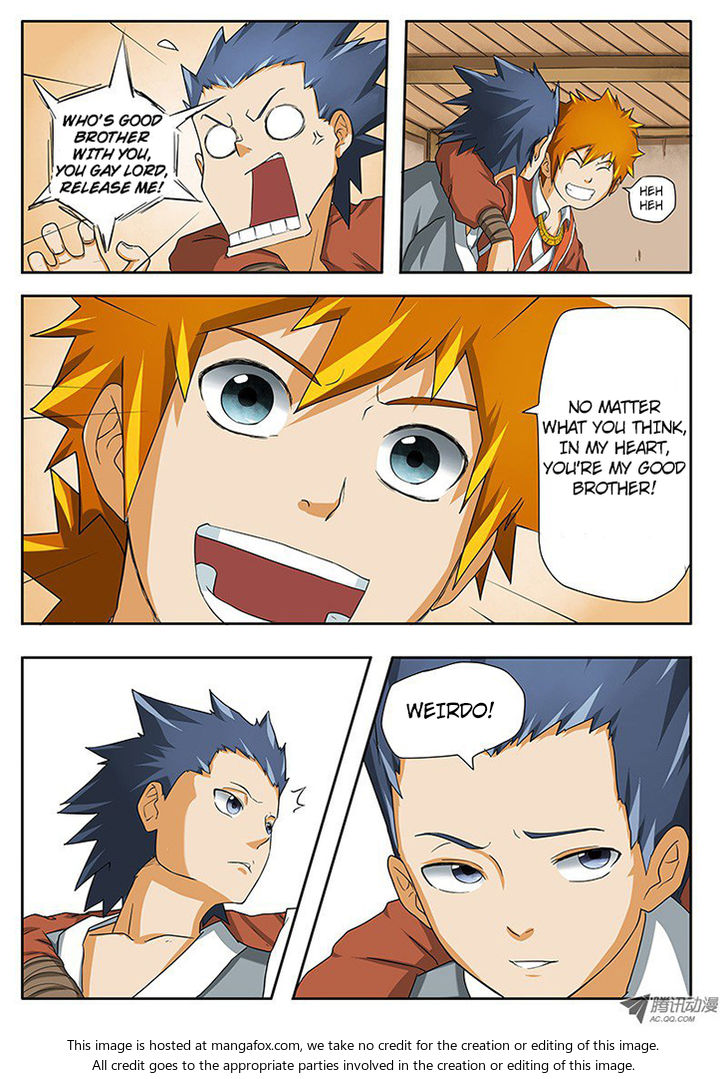 WHO'S GOOD
BROTHER
WITH YOU,
YOU GAY LORD,
RELEASE ME!
HEH
HEH
NO MATTER
WHAT YOU THINK,
IN MY HEART,
YOU'RE MY GOOD
BROTHER!
WEIRDO!
腾讯动漫
AC.QQ.COM
This image is hosted at mangafox.com, we take no credit for the creation or editing of this image.
All credit goes to the appropriate parties involved in the creation or editing of this image.